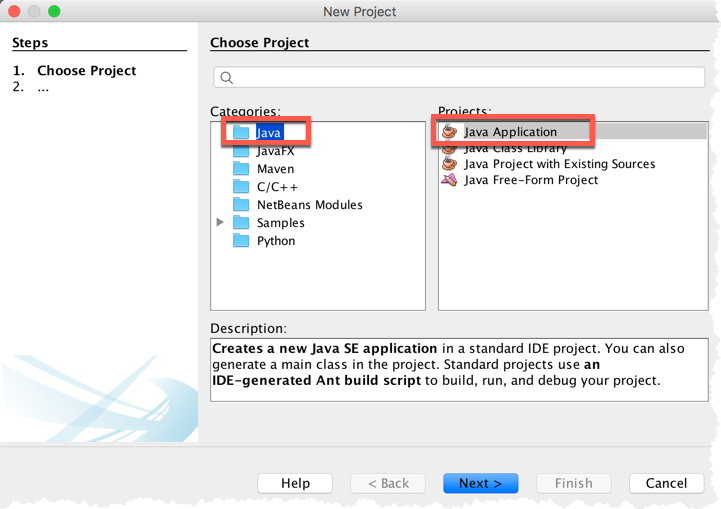 New Project
Steps
1. Choose Project
2. ...
Choose Project
Categories:
Java
JavaFX
Maven
C/C++
NetBeans Modules
Samples
Python
Projects:
Java Application
Java Class Library
Java Project with Existing Sources
Java Free-Form Project
Description:
Creates a new Java SE application in a standard IDE project. You can also
generate a main class in the project. Standard projects use an
IDE-generated Ant build script to build, run, and debug your project.
Help
< Back
Next >
Finish
Cancel